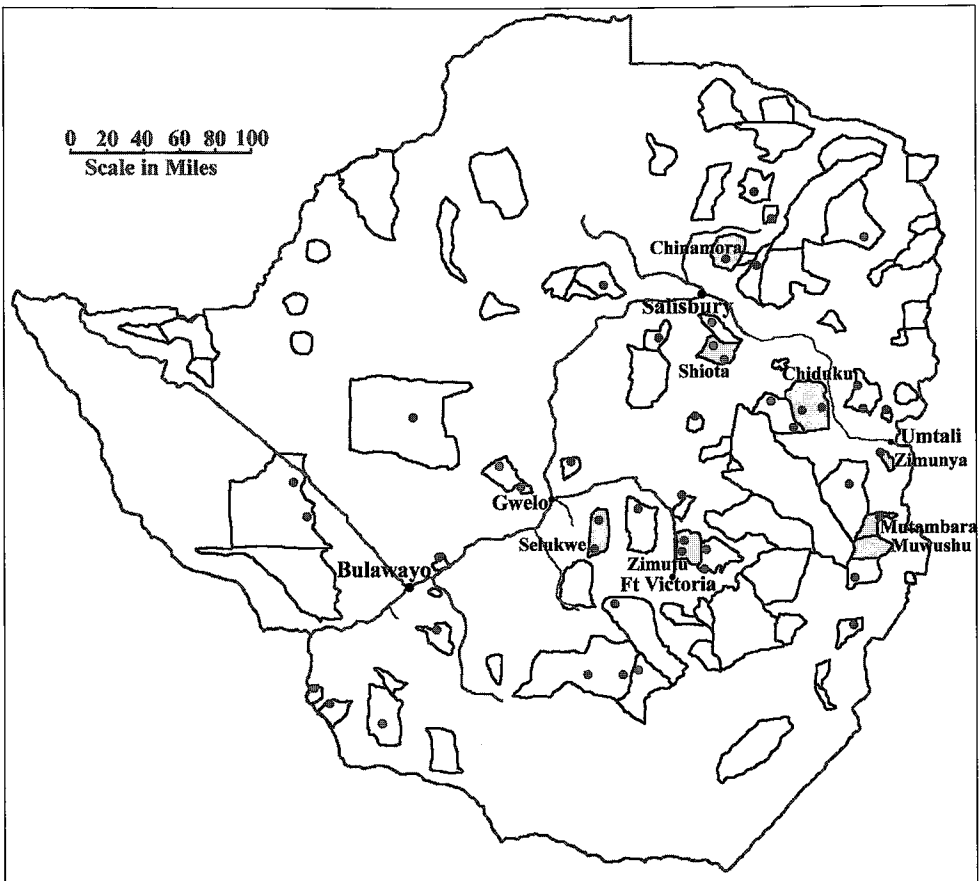 0 20 40 60 80 100
Scale in Miles
Chinamora
Salisbury
Shiota
Chiduku
Umtali
Zimunya
Gwelo
Selukwe
Mutambara
Muwushu
Zimutu
Ft Victoria
Bulawayo